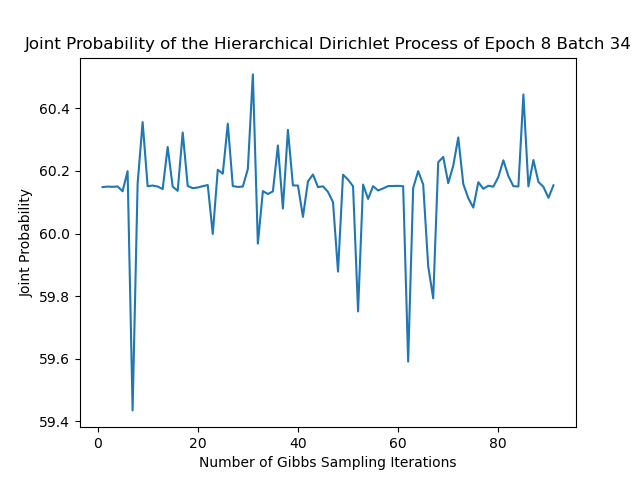 Joint Probability of the Hierarchical Dirichlet Process of Epoch 8 Batch 34
60.4
60.2
60.0
59.8
59.6
59.4
Joint Probability
0 20 40 60 80
Number of Gibbs Sampling Iterations